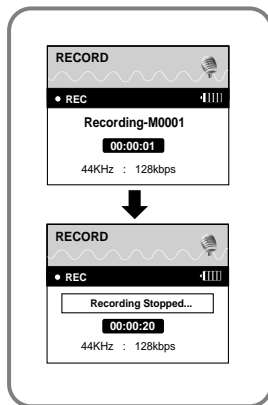 RECORD
● REC
Recording-M0001
00:00:01
44KHz : 128kbps
RECORD
● REC
Recording Stopped...
00:00:20
44KHz : 128kbps